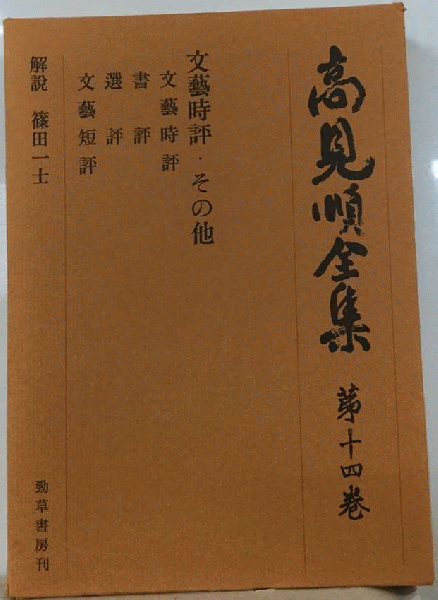 高見順全集 第十四巻
文藝時評・その他
文藝時評
書評
選評
文藝短評
解説 篠田一士
勁草書房刊